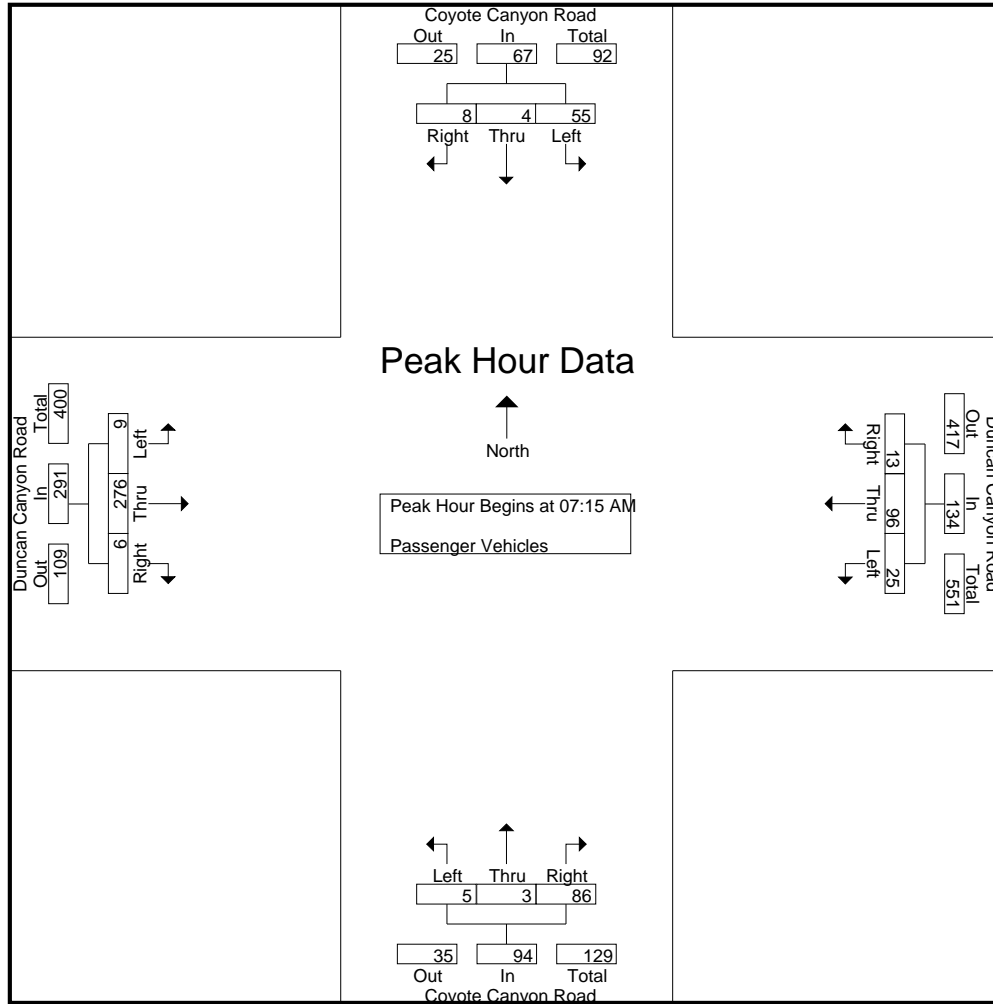 Coyote Canyon Road
Out In Total
25 67 92
8 4 55
Right Thru Left
Peak Hour Data
North
Peak Hour Begins at 07:15 AM
Passenger Vehicles
Duncan Canyon Road
Total In Out
400 291 109
9 276 6
Left Thru Right
Duncan Canyon Road
Out In Total
417 134 551
13 96 25
Right Thru Left
Left Thru Right
5 3 86
35 94 129
Out In Total
Coyote Canyon Road